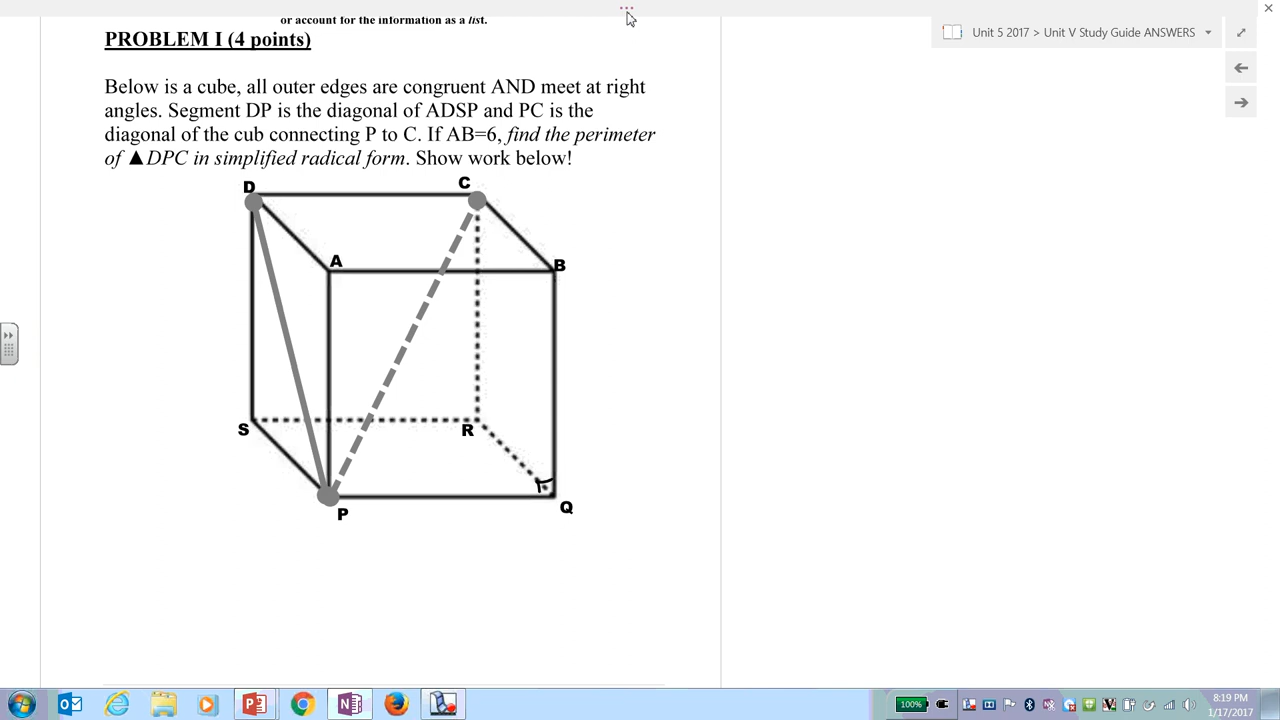 or account for the information as a list.
Unit 5 2017 > Unit V Study Guide ANSWERS
PROBLEM I (4 points)
Below is a cube, all outer edges are congruent AND meet at right
angles. Segment DP is the diagonal of ADSP and PC is the
diagonal of the cub connecting P to C. If AB=6, find the perimeter
of ▲DPC in simplified radical form. Show work below!
D
C
A
B
S
R
P
Q
100%
8:19 PM
1/17/2017